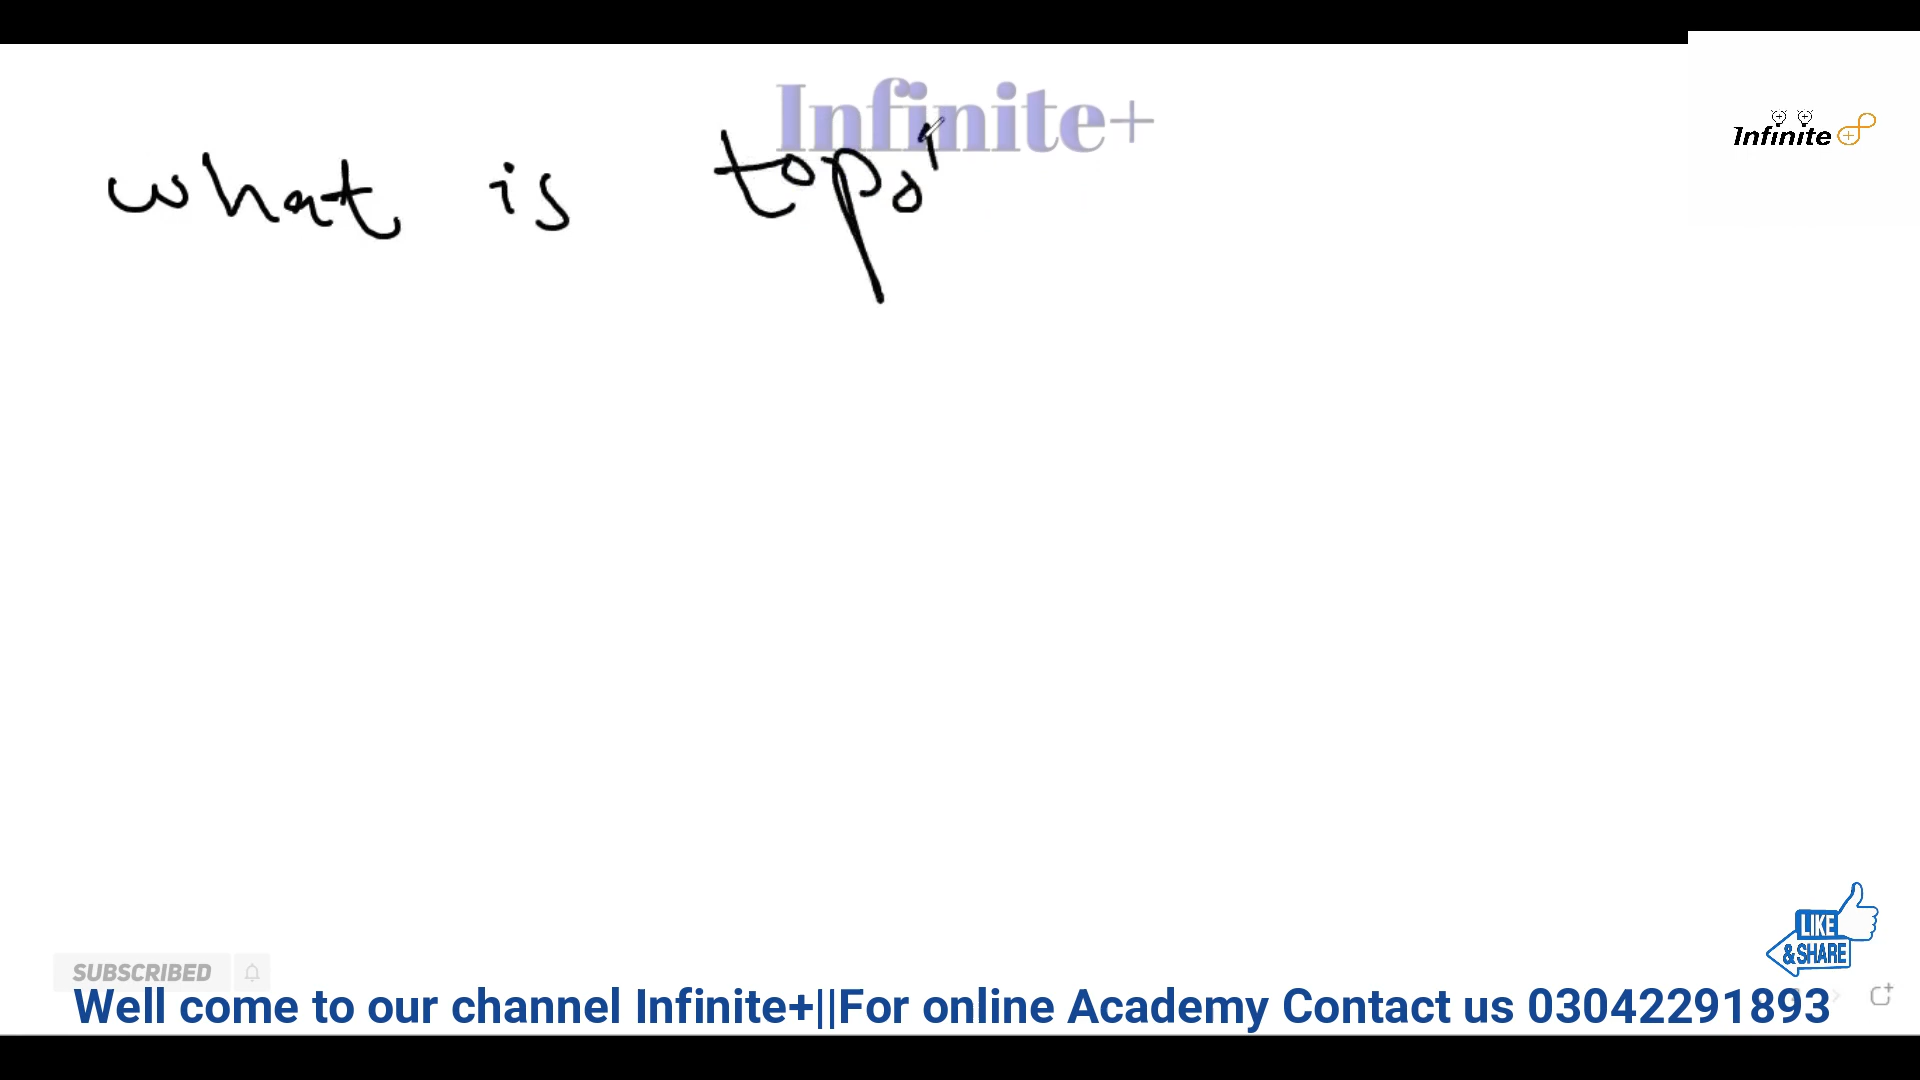 Infinite+
Infinite
what is topo
LIKE
& SHARE
SUBSCRIBED
Well come to our channel Infinite+||For online Academy Contact us 03042291893